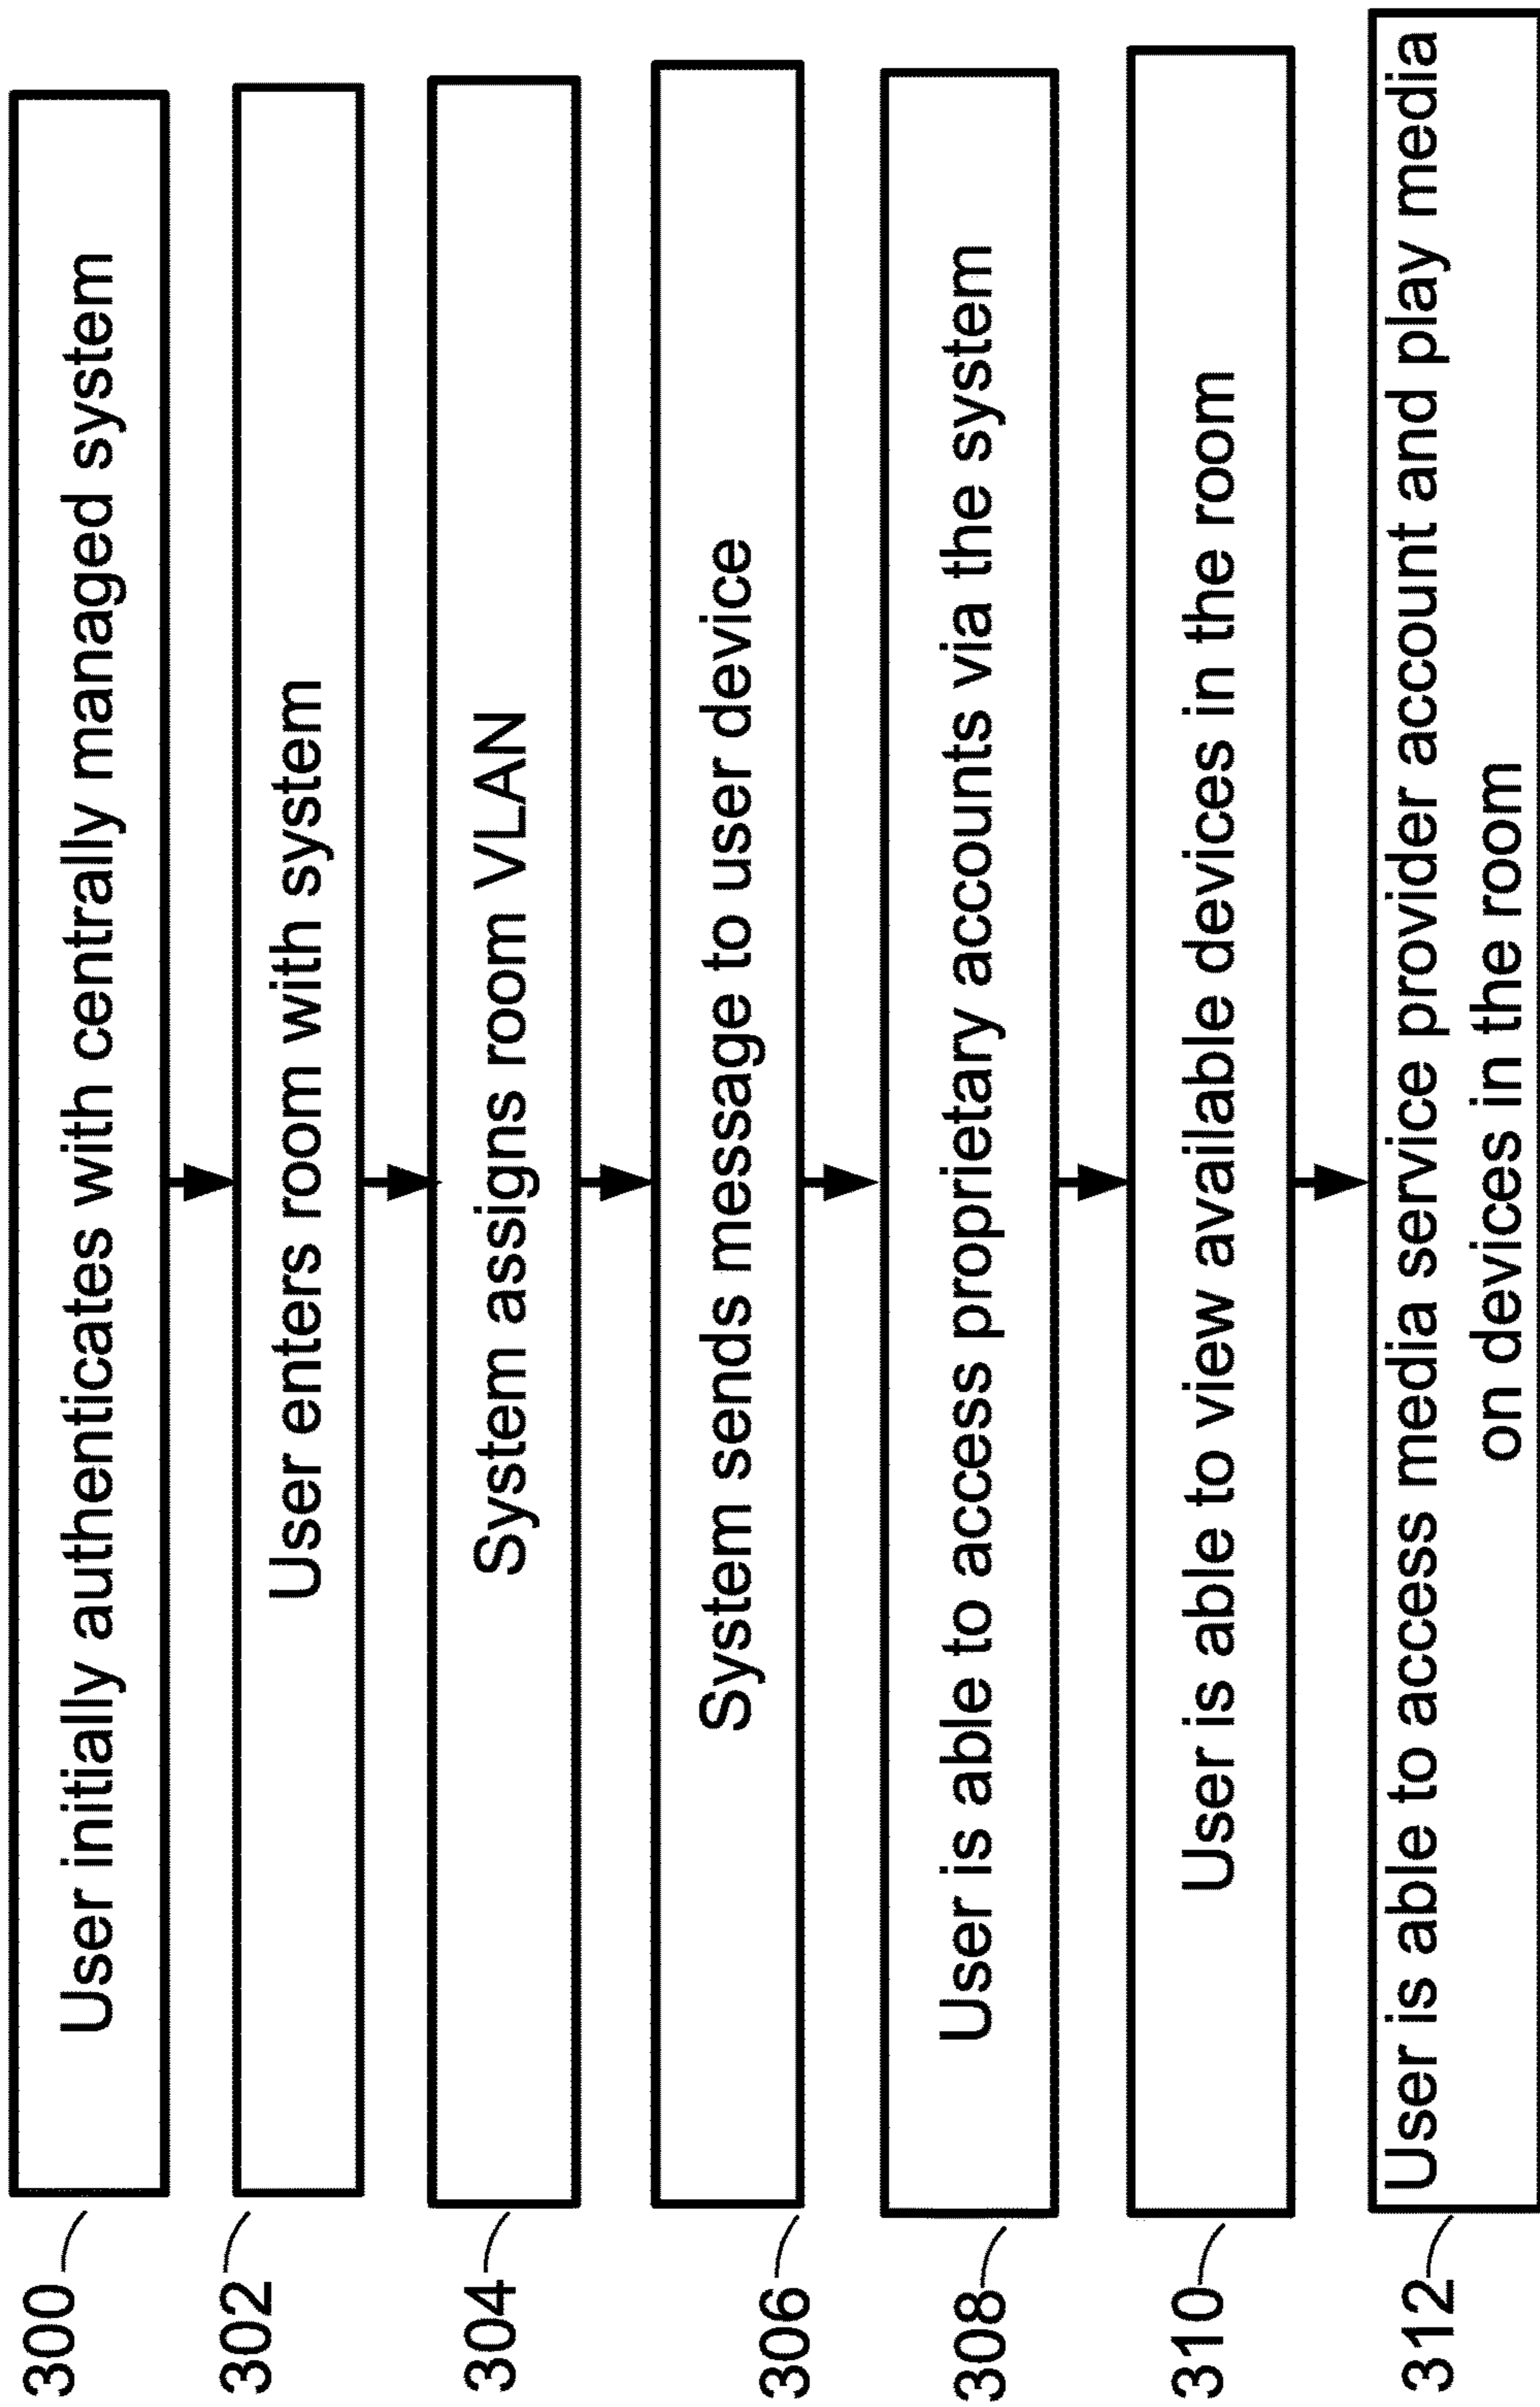 300
User initially authenticates with centrally managed system
302
User enters room with system
304
System assigns room VLAN
306
System sends message to user device
308
User is able to access proprietary accounts via the system
310
User is able to view available devices in the room
312
User is able to access media service provider account and play media
on devices in the room